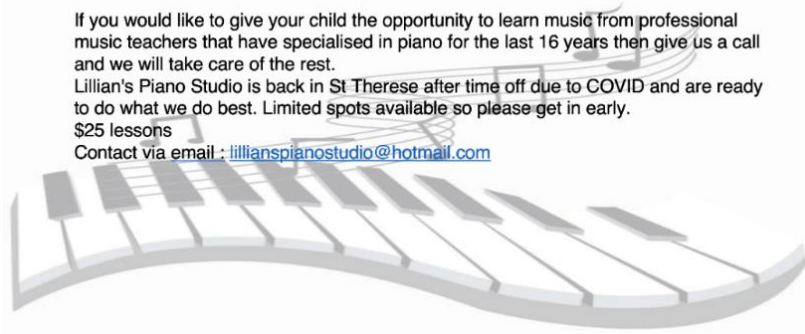 If you would like to give your child the opportunity to learn music from professional
music teachers that have specialised in piano for the last 16 years then give us a call
and we will take care of the rest.
Lillian's Piano Studio is back in St Therese after time off due to COVID and are ready
to do what we do best. Limited spots available so please get in early.
$25 lessons
Contact via email : lillianspianostudio@hotmail.com